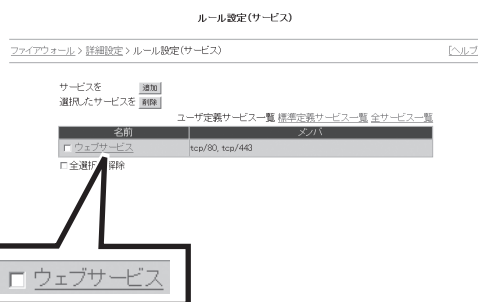 ルール設定(サービス)
ファイアウォール > 詳細設定 > ルール設定(サービス) [ヘルプ
サービスを 追加
選択したサービスを 削除
ユーザ定義サービス一覧 標準定義サービス一覧 全サービス一覧
名前 メンバ
ウェブサービス tcp/80, tcp/443
全選択 解除
ウェブサービス